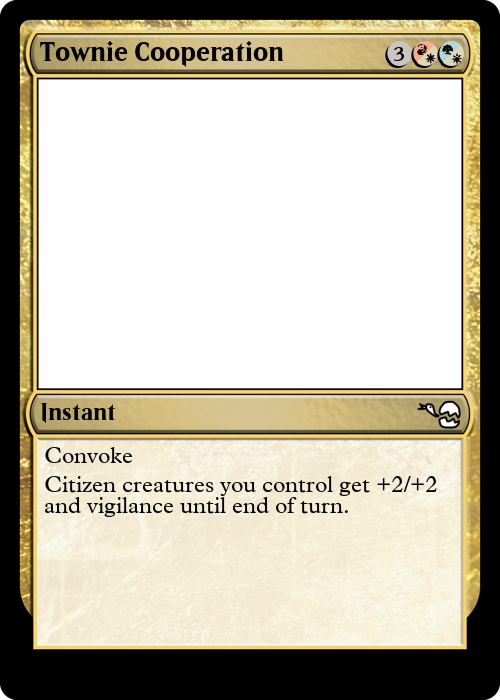 Townie Cooperation 3
Instant
Convoke
Citizen creatures you control get +2/+2
and vigilance until end of turn.